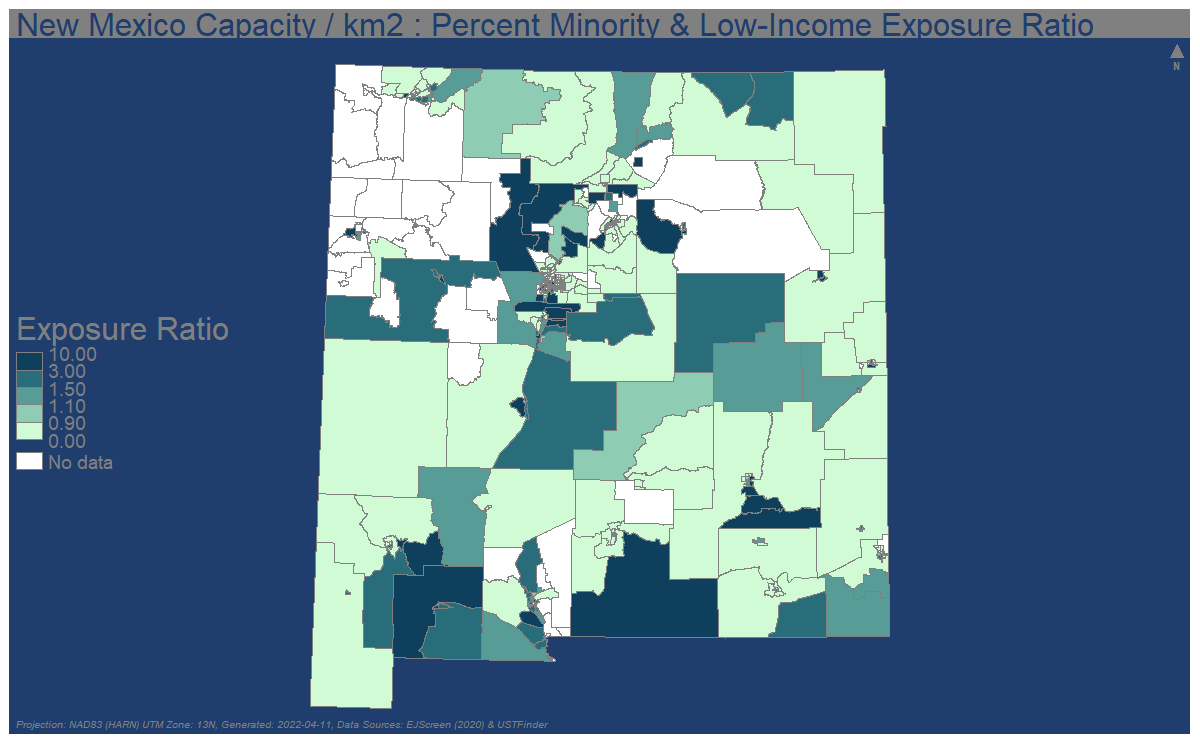 New Mexico Capacity / km2 : Percent Minority & Low-Income Exposure Ratio
N
Exposure Ratio
10.00
3.00
1.50
1.10
0.90
0.00
No data
Projection: NAD83 (HARN) UTM Zone: 13N, Generated: 2022-04-11, Data Sources: EJScreen (2020) & USTFinder